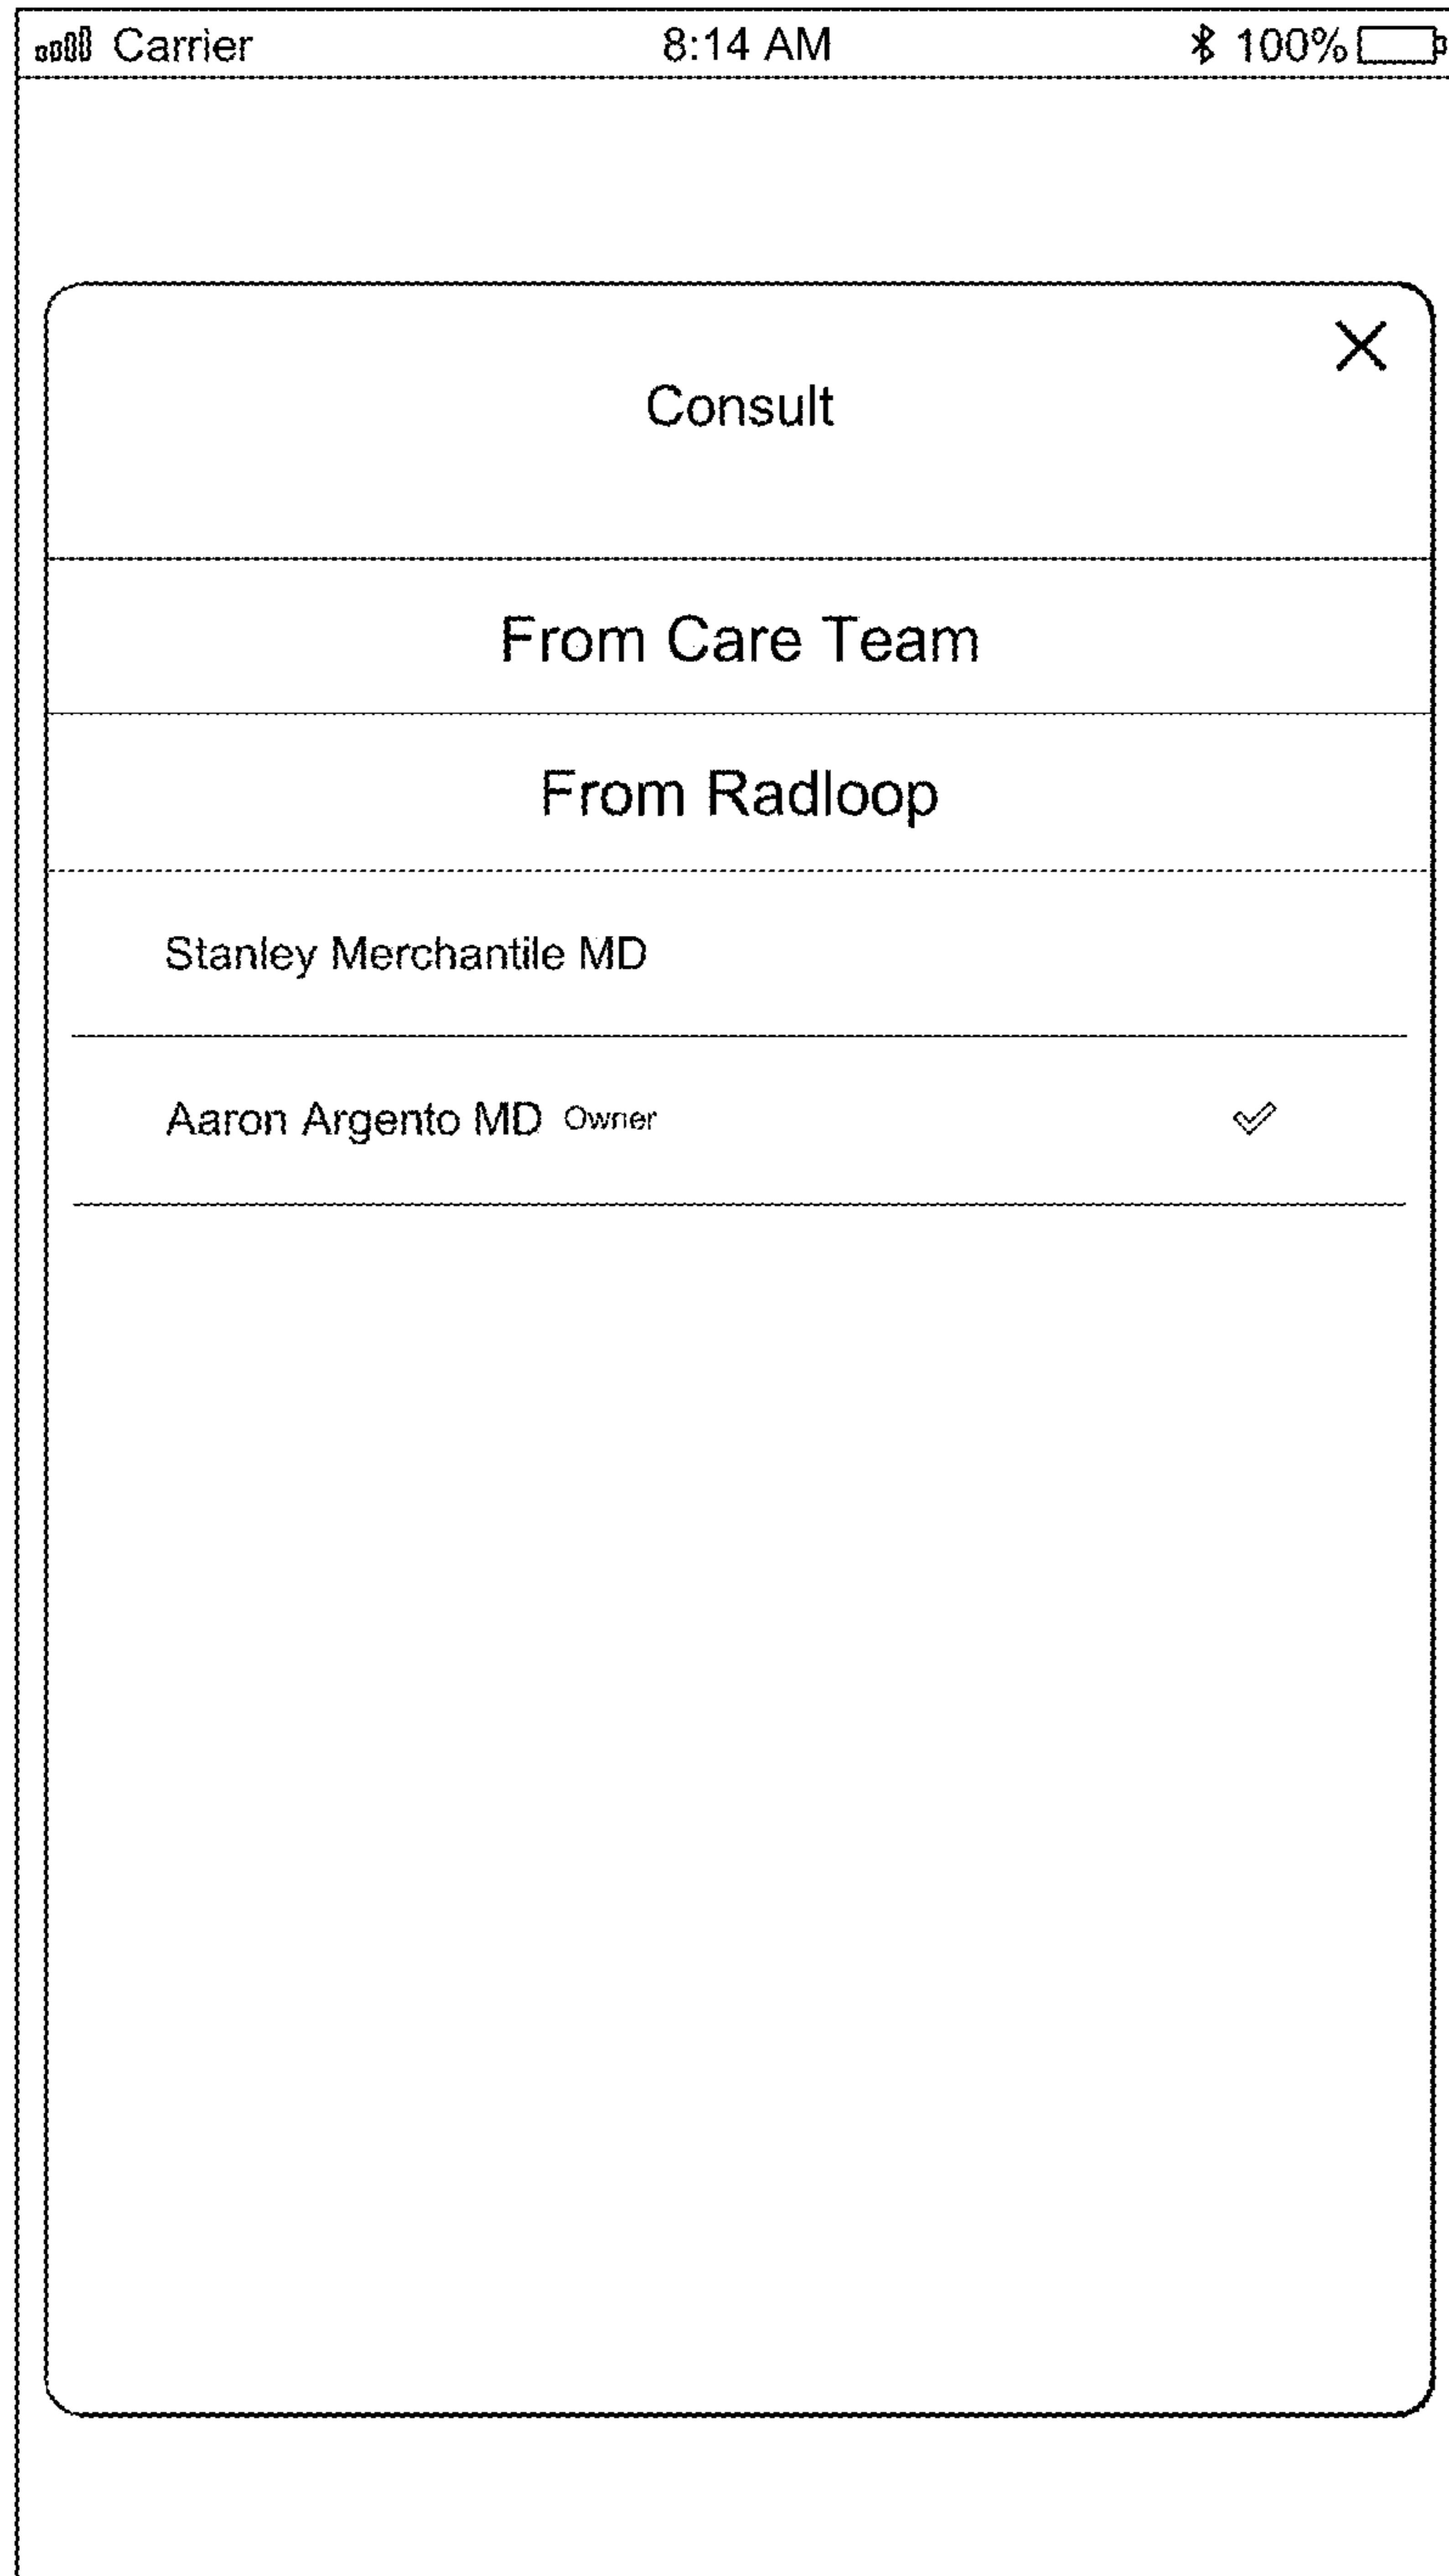 Carrier 8:14 AM 100%
Consult
From Care Team
From Radloop
Stanley Merchantile MD
Aaron Argento MD Owner